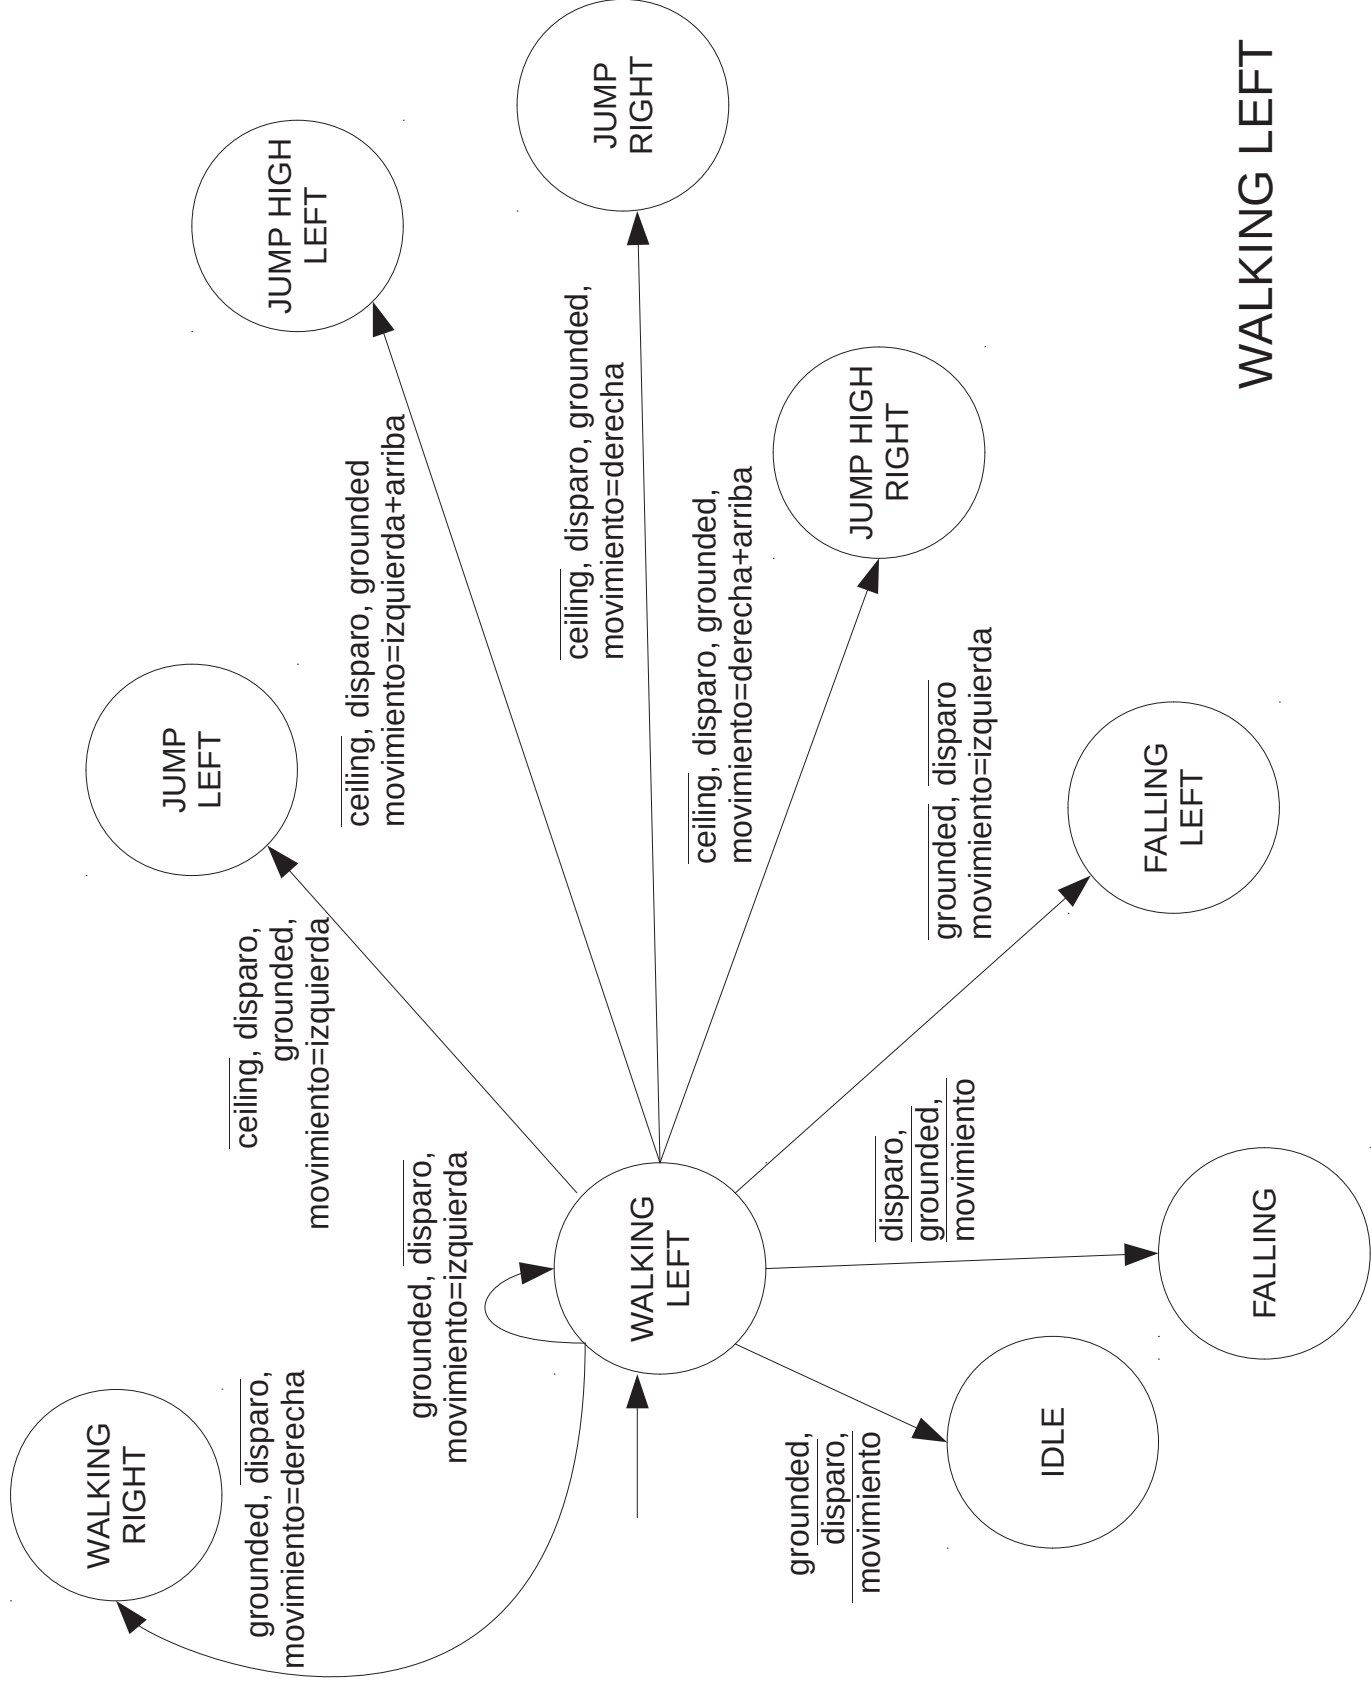 WALKING
RIGHT
grounded, disparo,
movimiento=derecha
grounded, disparo,
movimiento=izquierda
ceiling, disparo,
grounded,
movimiento=izquierda
JUMP
LEFT
ceiling, disparo, grounded
movimiento=izquierda+arriba
JUMP HIGH
LEFT
ceiling, disparo, grounded,
movimiento=derecha
JUMP
RIGHT
WALKING
LEFT
ceiling, disparo, grounded,
movimiento=derecha+arriba
JUMP HIGH
RIGHT
grounded,
disparo,
movimiento
IDLE
disparo,
grounded,
movimiento
FALLING
grounded, disparo
movimiento=izquierda
FALLING
LEFT
WALKING LEFT